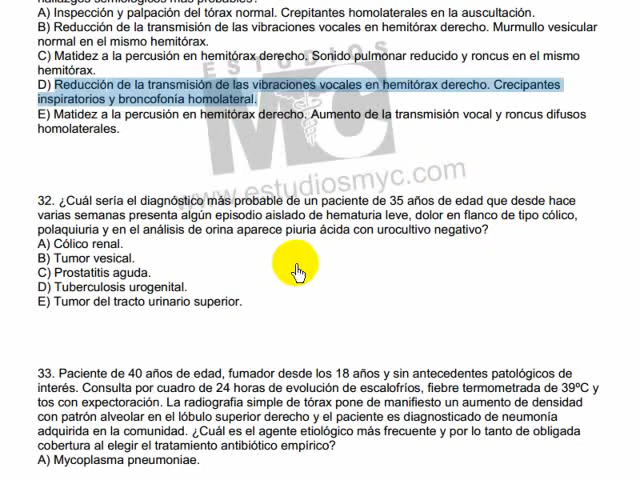 A) Inspección y palpación del tórax normal. Crepitantes homolaterales en la auscultación.
B) Reducción de la transmisión de las vibraciones vocales en hemitórax derecho. Murmullo vesicular
normal en el mismo hemitórax.
C) Matidez a la percusión en hemitórax derecho. Sonido pulmonar reducido y roncus en el mismo
hemitórax.
D) Reducción de la transmisión de las vibraciones vocales en hemitórax derecho. Crecipantes
inspiratorios y broncofonía homolateral.
E) Matidez a la percusión en hemitórax derecho. Aumento de la transmisión vocal y roncus difusos
homolaterales.
ESTUDIOS
MC
www.estudiosmyc.com
32. ¿Cuál sería el diagnóstico más probable de un paciente de 35 años de edad que desde hace
varias semanas presenta algún episodio aislado de hematuria leve, dolor en flanco de tipo cólico,
polaquiuria y en el análisis de orina aparece piuria ácida con urocultivo negativo?
A) Cólico renal.
B) Tumor vesical.
C) Prostatitis aguda.
D) Tuberculosis urogenital.
E) Tumor del tracto urinario superior.
33. Paciente de 40 años de edad, fumador desde los 18 años y sin antecedentes patológicos de
interés. Consulta por cuadro de 24 horas de evolución de escalofríos, fiebre termometrada de 39ºC y
tos con expectoración. La radiografia simple de tórax pone de manifiesto un aumento de densidad
con patrón alveolar en el lóbulo superior derecho y el paciente es diagnosticado de neumonía
adquirida en la comunidad. ¿Cuál es el agente etiológico más frecuente y por lo tanto de obligada
cobertura al elegir el tratamiento antibiótico empírico?
A) Mycoplasma pneumoniae.